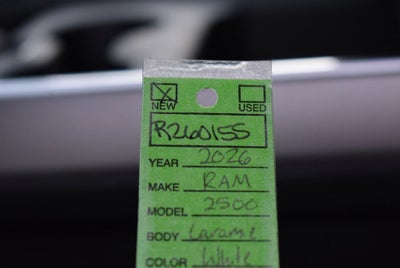 NEW USED
R260155
YEAR 2026
MAKE RAM
MODEL 2500
BODY Laramie
COLOR White